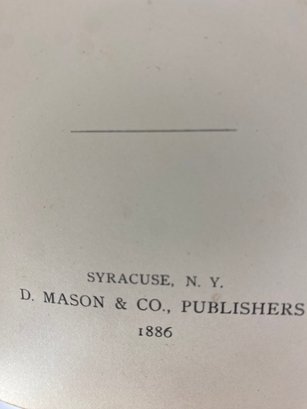 SYRACUSE, N. Y.
D. MASON & CO., PUBLISHERS
1886